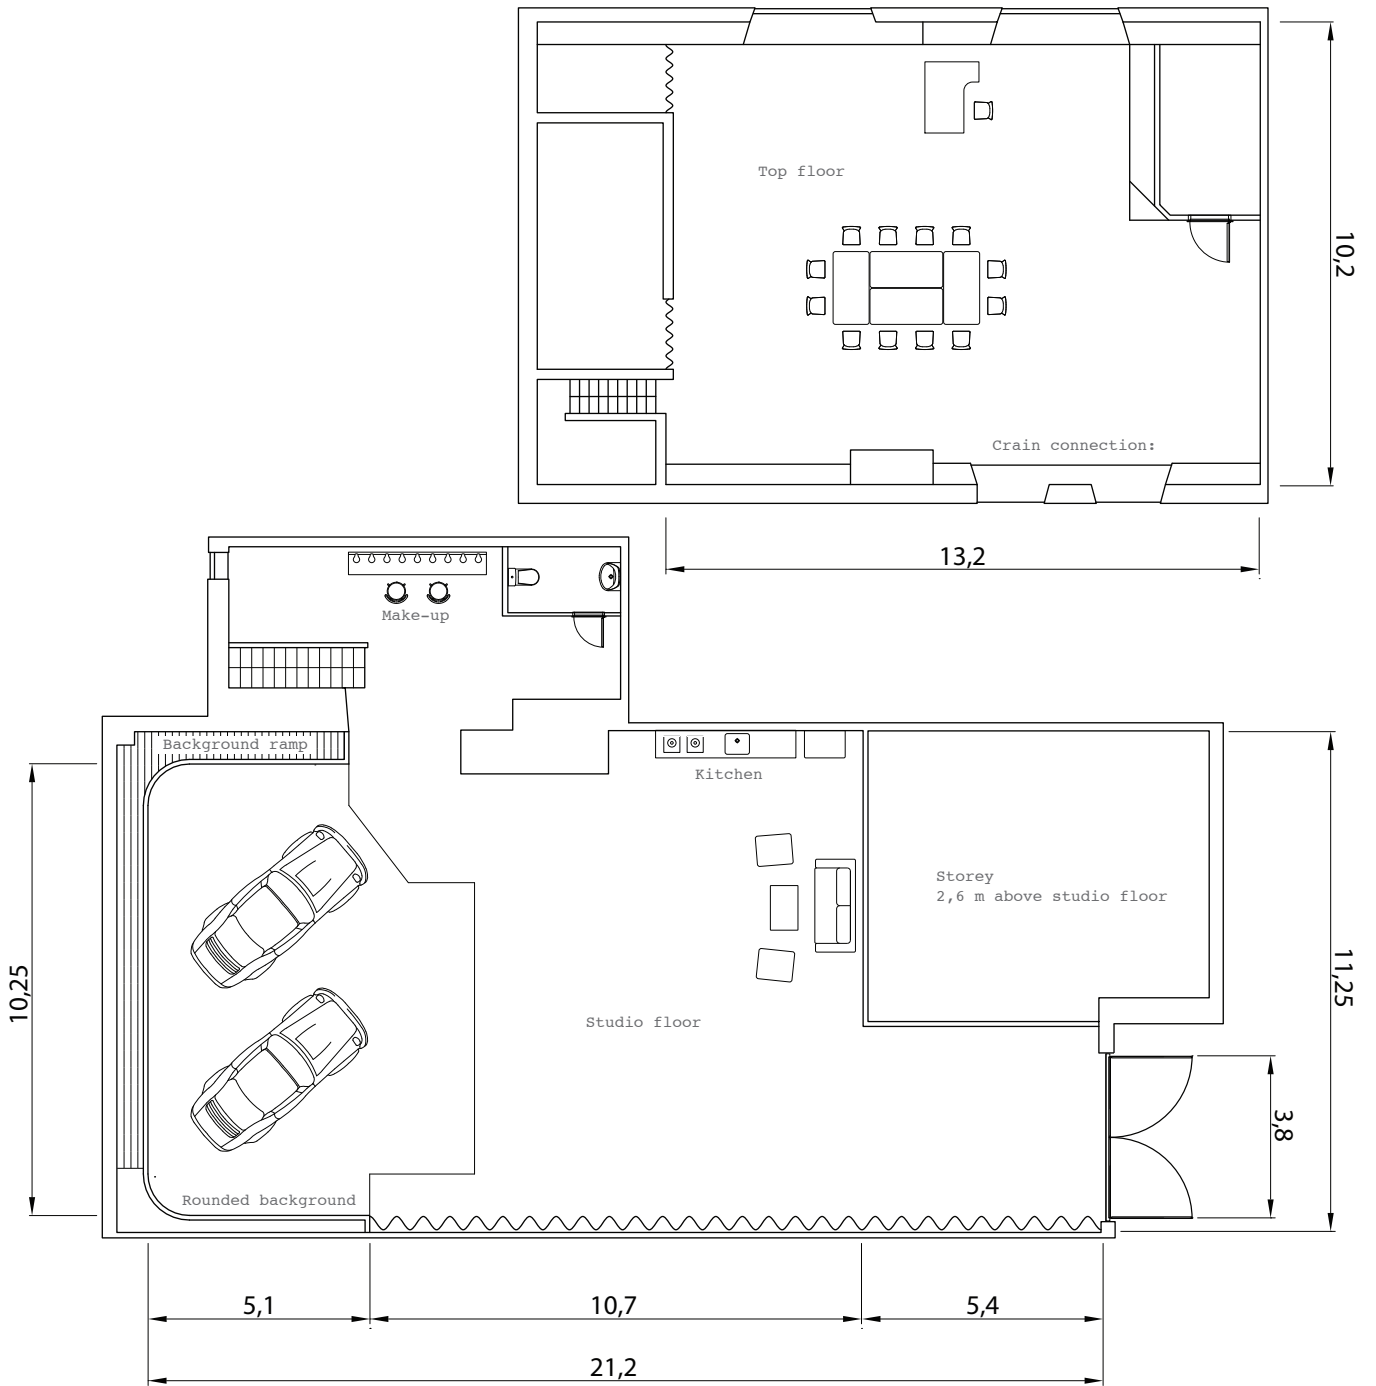 Top floor
10,2
Crain connection:
13,2
Make-up
Background ramp
Kitchen
Storey
2,6 m above studio floor
10,25
11,25
Studio floor
3,8
Rounded background
5,1
10,7
5,4
21,2